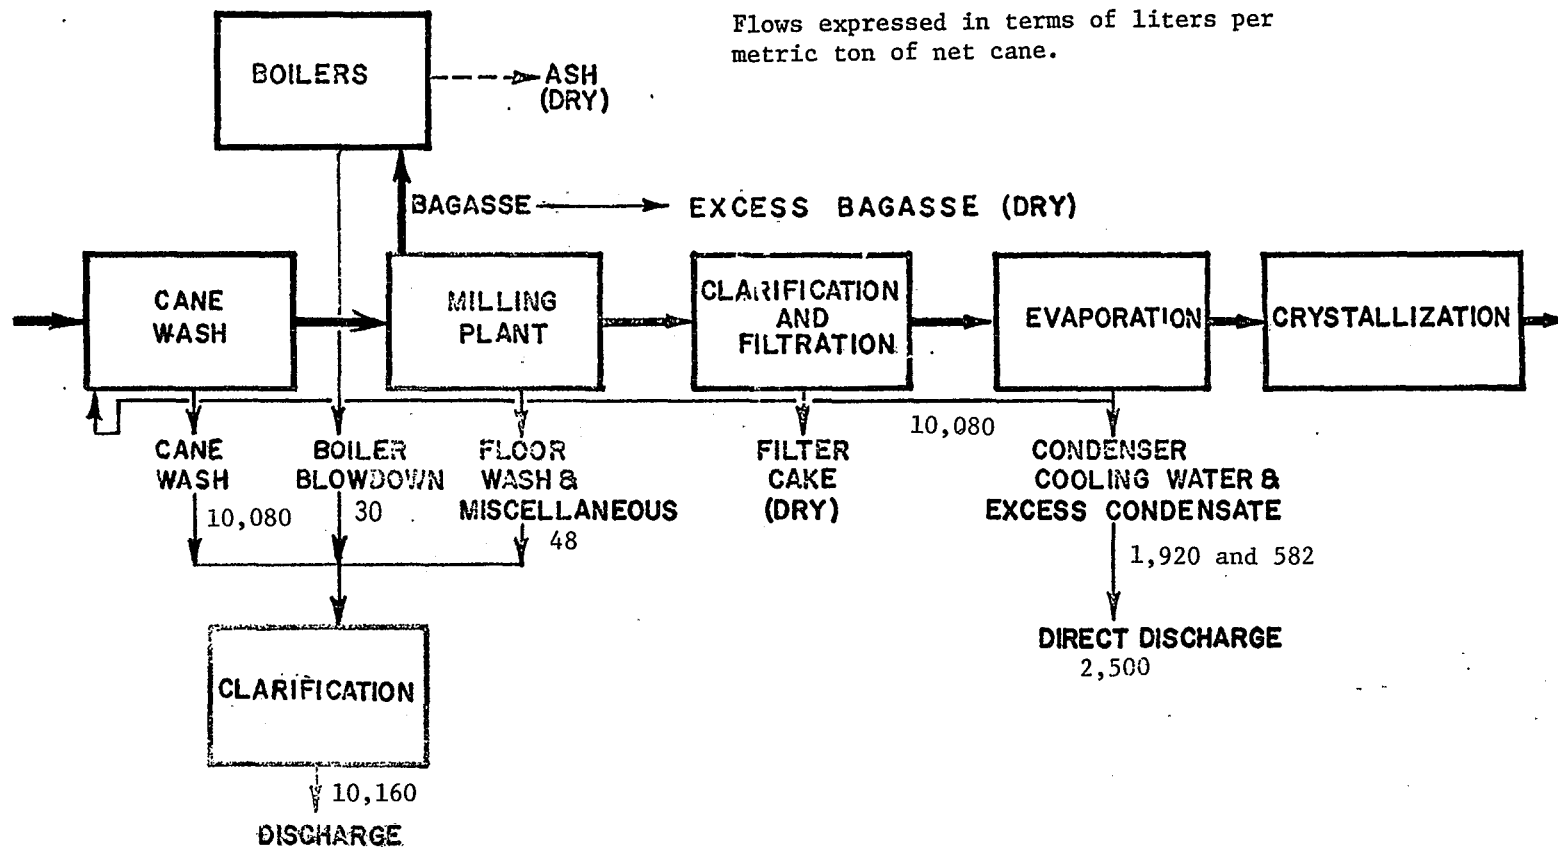 Flows expressed in terms of liters per
metric ton of net cane.
BOILERS
ASH
(DRY)
BAGASSE
EXCESS BAGASSE (DRY)
CANE
WASH
MILLING
PLANT
CLARIFICATION
AND
FILTRATION
EVAPORATION
CRYSTALLIZATION
10,080
CANE
WASH
10,080
BOILER
BLOWDOWN
30
FLOOR
WASH &
MISCELLANEOUS
48
FILTER
CAKE
(DRY)
CONDENSER
COOLING WATER &
EXCESS CONDENSATE
1,920 and 582
DIRECT DISCHARGE
2,500
CLARIFICATION
10,160
DISCHARGE